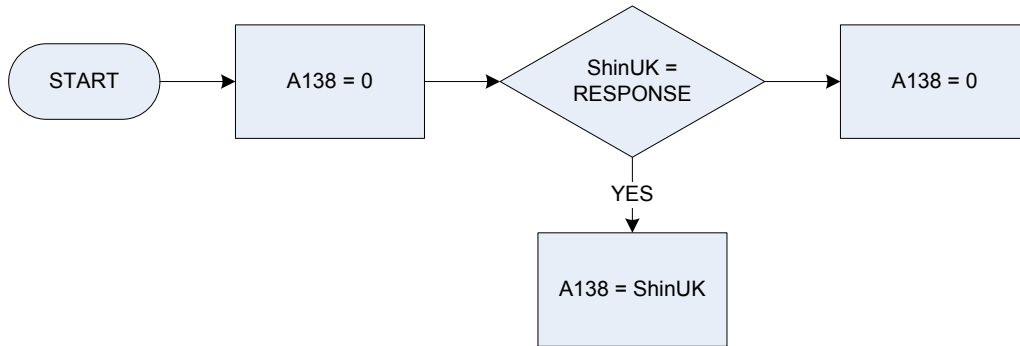 START
A138 = 0
ShinUK =
RESPONSE
A138 = 0
YES
A138 = ShinUK